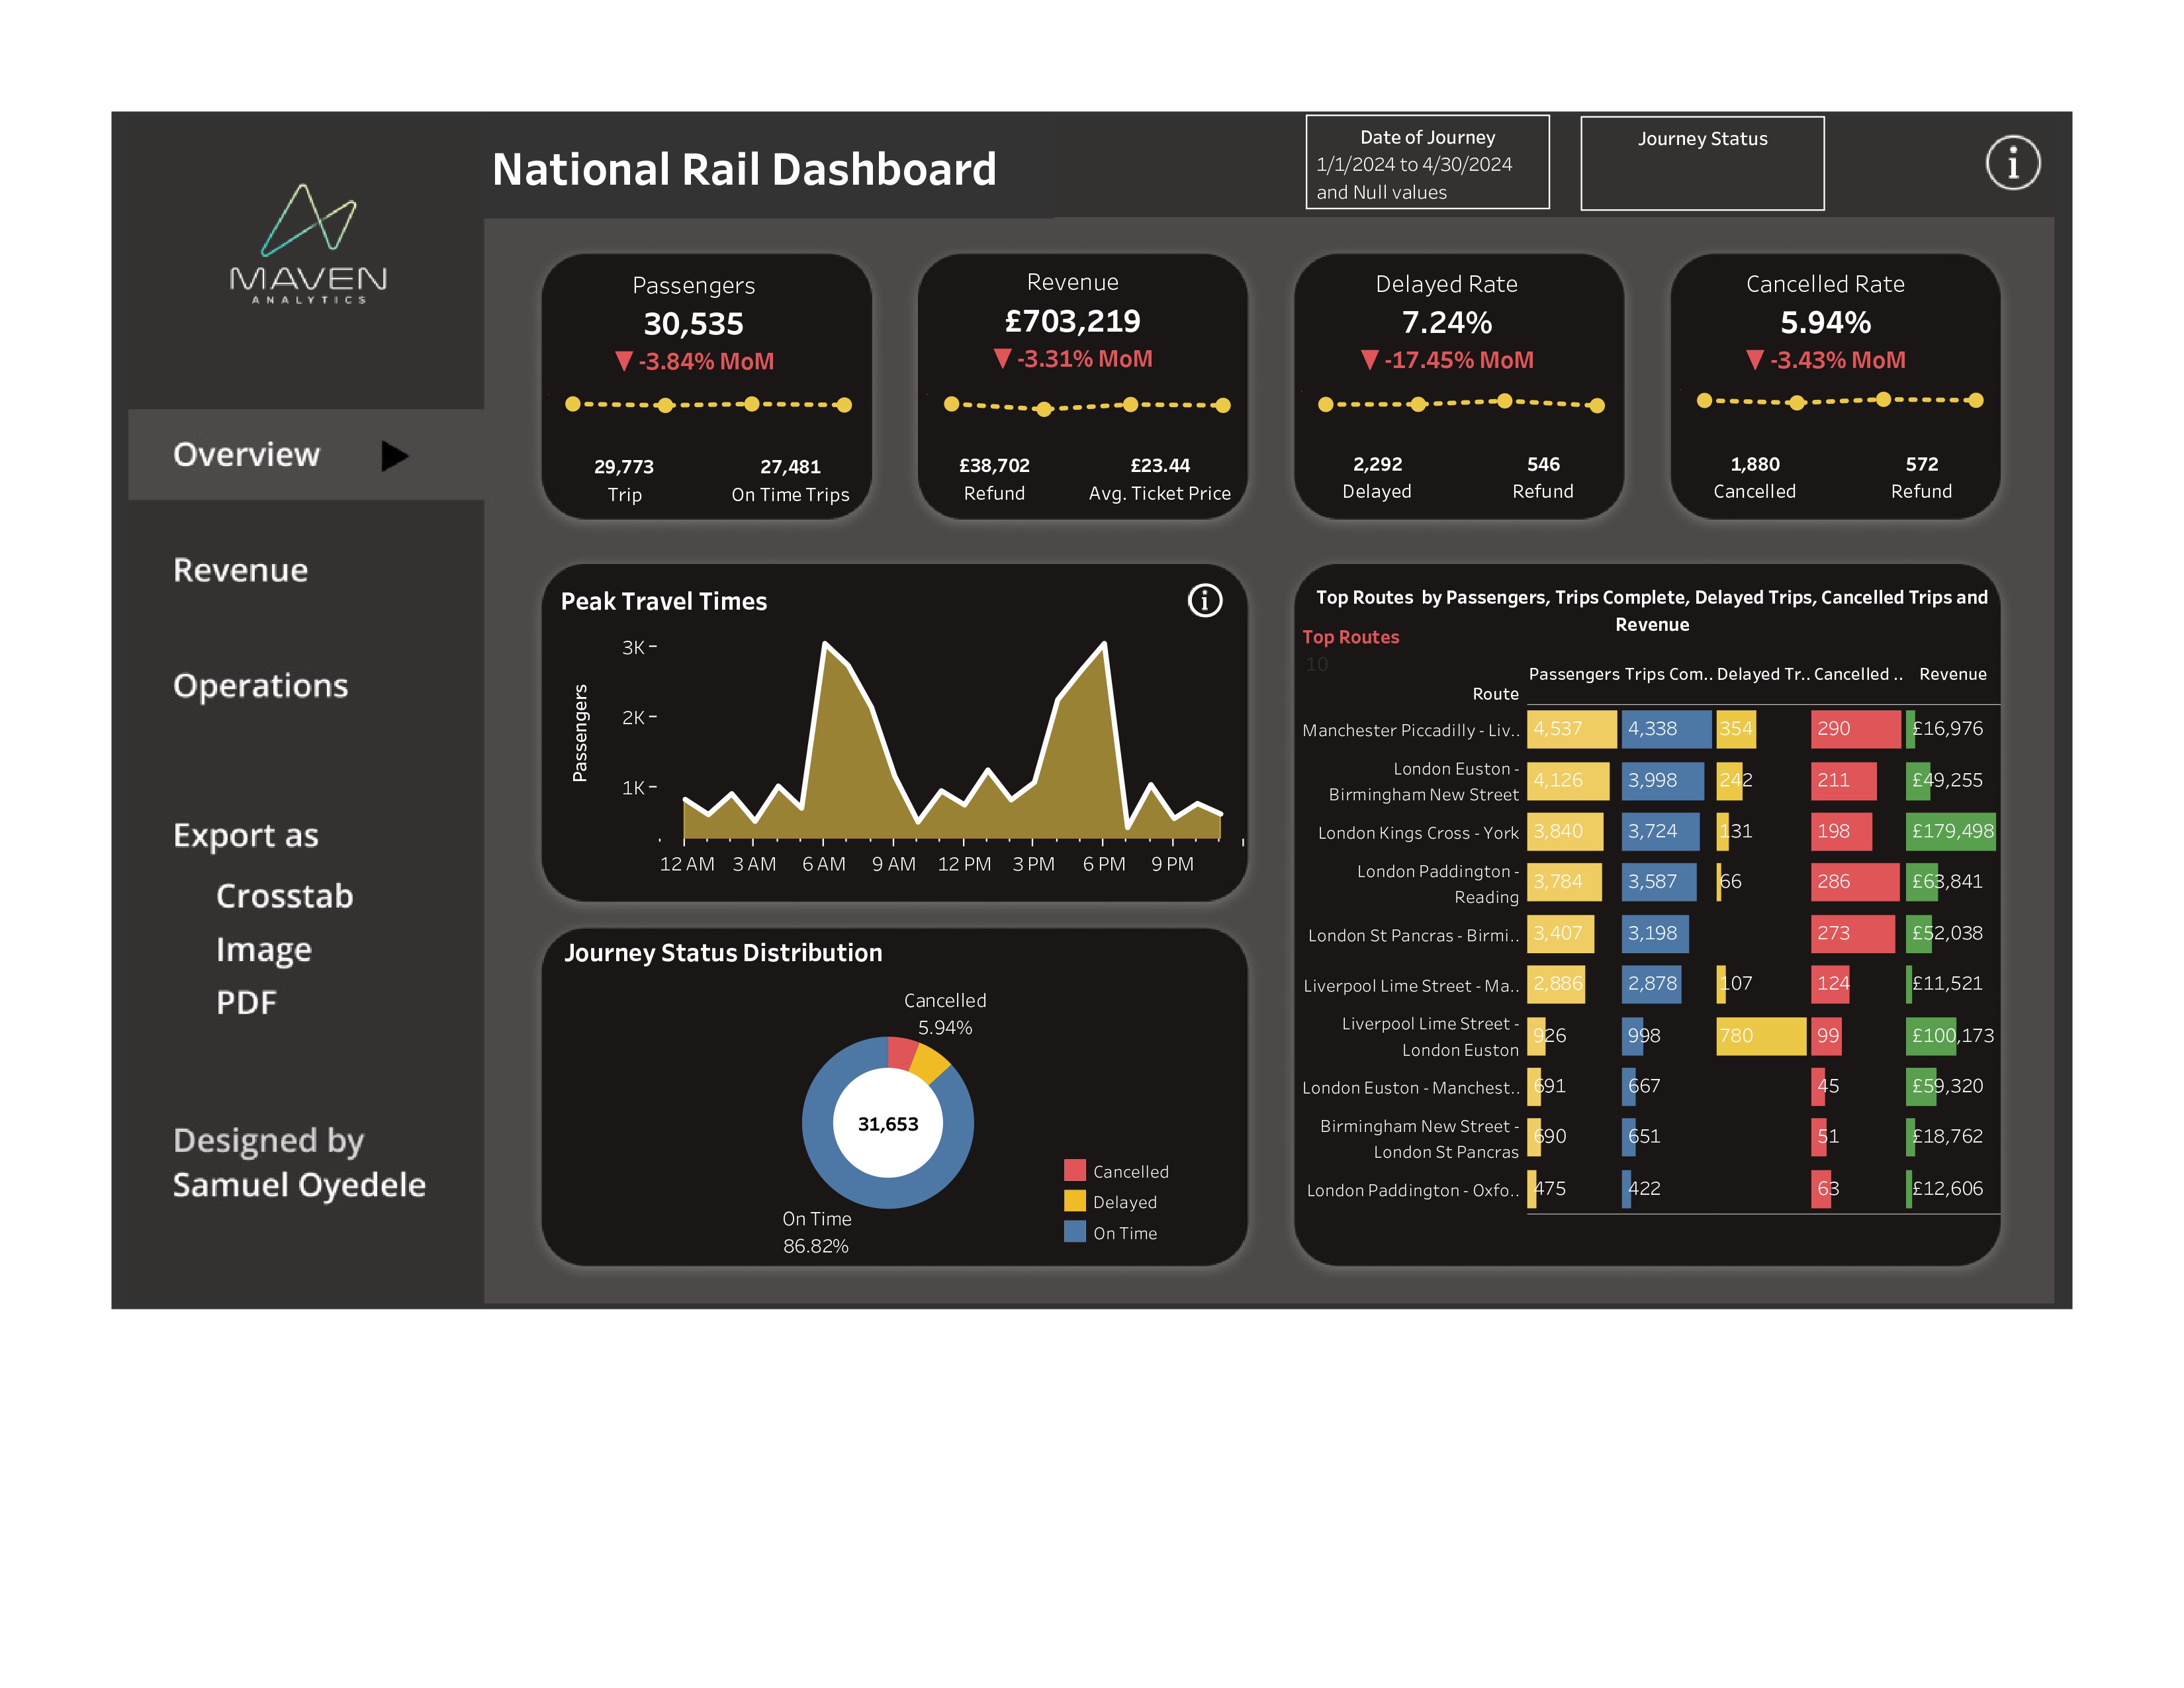 MAVEN
ANALYTICS
National Rail Dashboard
Date of Journey
1/1/2024 to 4/30/2024
and Null values
Journey Status
i
Overview
Revenue
Operations
Export as
Crosstab
Image
PDF
Designed by
Samuel Oyedele
Passengers
30,535
▼ -3.84% MoM
29,773
Trip
27,481
On Time Trips
Revenue
£703,219
▼ -3.31% MoM
£38,702
Refund
£23.44
Avg. Ticket Price
Delayed Rate
7.24%
▼ -17.45% MoM
2,292
Delayed
546
Refund
Cancelled Rate
5.94%
▼ -3.43% MoM
1,880
Cancelled
572
Refund
Peak Travel Times
i
Passengers
3K
2K
1K
12 AM 3 AM 6 AM 9 AM 12 PM 3 PM 6 PM 9 PM
Journey Status Distribution
Cancelled
5.94%
31,653
On Time
86.82%
Cancelled
Delayed
On Time
Top Routes by Passengers, Trips Complete, Delayed Trips, Cancelled Trips and
Revenue
Top Routes
10
Route
Passengers Trips Com.. Delayed Tr.. Cancelled .. Revenue
Manchester Piccadilly - Liv.. 4,537 4,338 354 290 £16,976
London Euston -
Birmingham New Street 4,126 3,998 242 211 £49,255
London Kings Cross - York 3,840 3,724 131 198 £179,498
London Paddington -
Reading 3,784 3,587 66 286 £63,841
London St Pancras - Birmi.. 3,407 3,198 273 £52,038
Liverpool Lime Street - Ma.. 2,886 2,878 107 124 £11,521
Liverpool Lime Street -
London Euston 926 998 780 99 £100,173
London Euston - Manchest.. 691 667 45 £59,320
Birmingham New Street -
London St Pancras 690 651 51 £18,762
London Paddington - Oxfo.. 475 422 63 £12,606